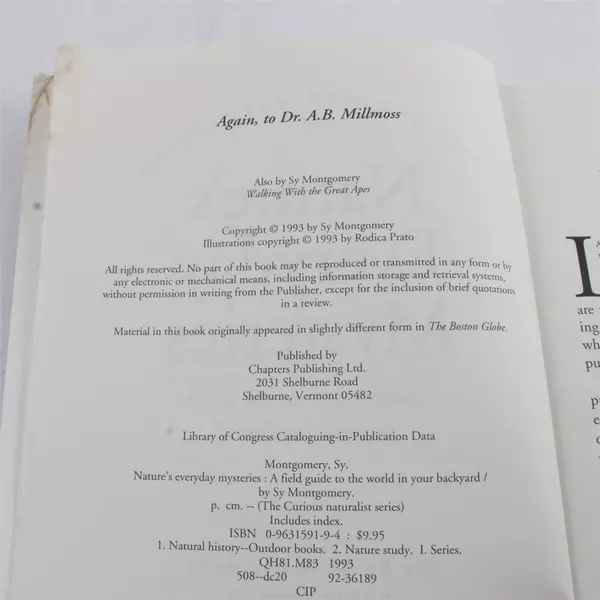 Again, to Dr. A.B. Millmoss
Also by Sy Montgomery
Walking With the Great Apes
Copyright © 1993 by Sy Montgomery
Illustrations copyright © 1993 by Rodica Prato
All rights reserved. No part of this book may be reproduced or transmitted in any form or by
any electronic or mechanical means, including information storage and retrieval systems,
without permission in writing from the Publisher, except for the inclusion of brief quotations
in a review.
Material in this book originally appeared in slightly different form in The Boston Globe.
Published by
Chapters Publishing Ltd.
2031 Shelburne Road
Shelburne, Vermont 05482
Library of Congress Cataloguing-in-Publication Data
Montgomery, Sy.
Nature's everyday mysteries : A field guide to the world in your backyard /
by Sy Montgomery.
p. cm. -- (The Curious naturalist series)
Includes index.
ISBN 0-9631591-9-4 : $9.95
1. Natural history--Outdoor books. 2. Nature study. I. Series.
QH81.M83 1993
508--dc20 92-36189
CIP
I
are
ing
wh
pu
p
e